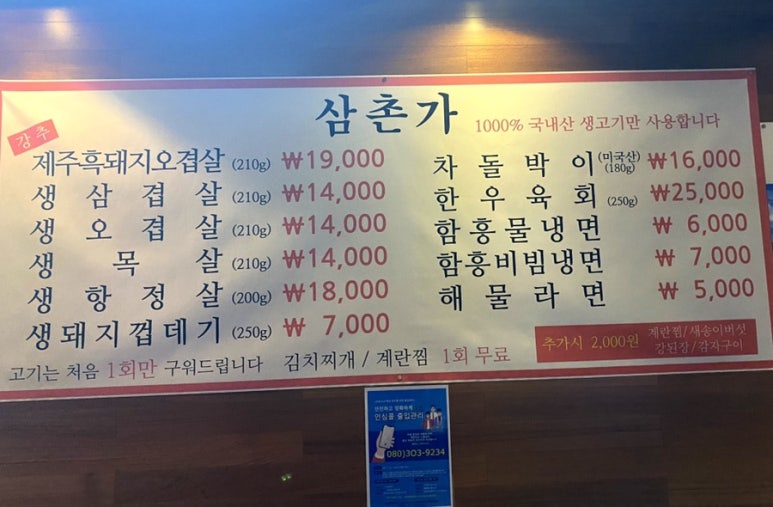 삼촌가 1000% 국내산 생고기만 사용합니다
강추
제주흑돼지오겹살 (210g) ₩19,000
생삼겹살 (210g) ₩14,000
생오겹살 (210g) ₩14,000
생목살 (210g) ₩14,000
생항정살 (200g) ₩18,000
생돼지껍데기 (250g) ₩7,000
차돌박이 (미국산) (180g) ₩16,000
한우육회 (250g) ₩25,000
함흥물냉면 ₩6,000
함흥비빔냉면 ₩7,000
해물라면 ₩5,000
고기는 처음 1회만 구워드립니다 김치찌개 / 계란찜 1회 무료
추가시 2,000원 계란찜/새송이버섯
강된장/감자구이
안심콜 출입관리
080)303-9234